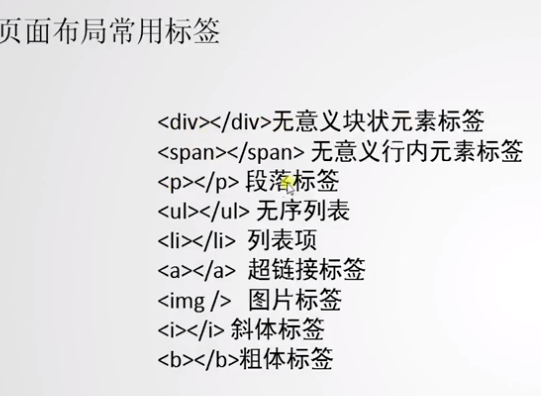 页面布局常用标签
<div></div>无意义块状元素标签
<span></span> 无意义行内元素标签
<p></p> 段落标签
<ul></ul> 无序列表
<li></li> 列表项
<a></a> 超链接标签
<img /> 图片标签
<i></i> 斜体标签
<b></b>粗体标签